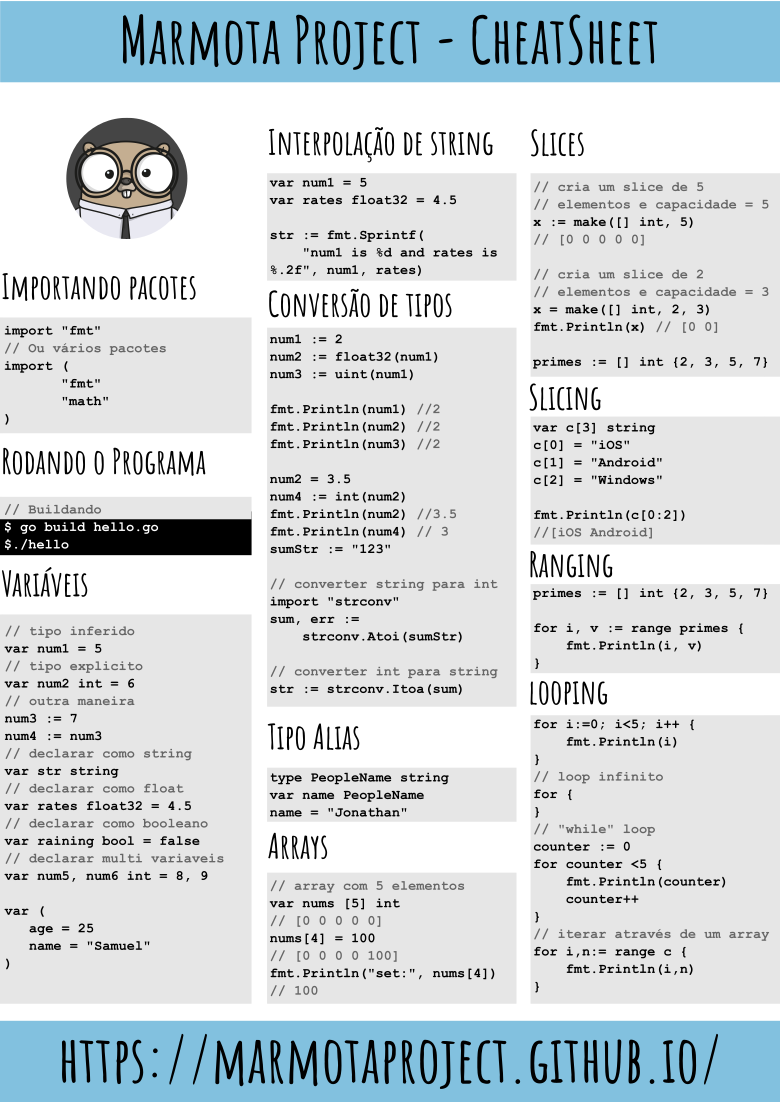 Marmota Project - CheatSheet
Importando pacotes
import "fmt"
// Ou vários pacotes
import (
"fmt"
"math"
)
Rodando o Programa
// Buildando
$ go build hello.go
$./hello
Variáveis
// tipo inferido
var num1 = 5
// tipo explicito
var num2 int = 6
// outra maneira
num3 := 7
num4 := num3
// declarar como string
var str string
// declarar como float
var rates float32 = 4.5
// declarar como booleano
var raining bool = false
// declarar multi variaveis
var num5, num6 int = 8, 9
var (
age = 25
name = "Samuel"
)
Interpolação de string
var num1 = 5
var rates float32 = 4.5
str := fmt.Sprintf(
"num1 is %d and rates is
%.2f", num1, rates)
Conversão de tipos
num1 := 2
num2 := float32(num1)
num3 := uint(num1)
fmt.Println(num1) //2
fmt.Println(num2) //2
fmt.Println(num3) //2
num2 = 3.5
num4 := int(num2)
fmt.Println(num2) //3.5
fmt.Println(num4) // 3
sumStr := "123"
// converter string para int
import "strconv"
sum, err :=
strconv.Atoi(sumStr)
// converter int para string
str := strconv.Itoa(sum)
Tipo Alias
type PeopleName string
var name PeopleName
name = "Jonathan"
Arrays
// array com 5 elementos
var nums [5] int
// [0 0 0 0 0]
nums[4] = 100
// [0 0 0 0 100]
fmt.Println("set:", nums[4])
// 100
Slices
// cria um slice de 5
// elementos e capacidade = 5
x := make([] int, 5)
// [0 0 0 0 0]
// cria um slice de 2
// elementos e capacidade = 3
x = make([] int, 2, 3)
fmt.Println(x) // [0 0]
primes := [] int {2, 3, 5, 7}
Slicing
var c[3] string
c[0] = "iOS"
c[1] = "Android"
c[2] = "Windows"
fmt.Println(c[0:2])
//[iOS Android]
Ranging
primes := [] int {2, 3, 5, 7}
for i, v := range primes {
fmt.Println(i, v)
}
looping
for i:=0; i<5; i++ {
fmt.Println(i)
}
// loop infinito
for {
}
// "while" loop
counter := 0
for counter <5 {
fmt.Println(counter)
counter++
}
// iterar através de um array
for i,n:= range c {
fmt.Println(i,n)
}
https://marmotaproject.github.io/